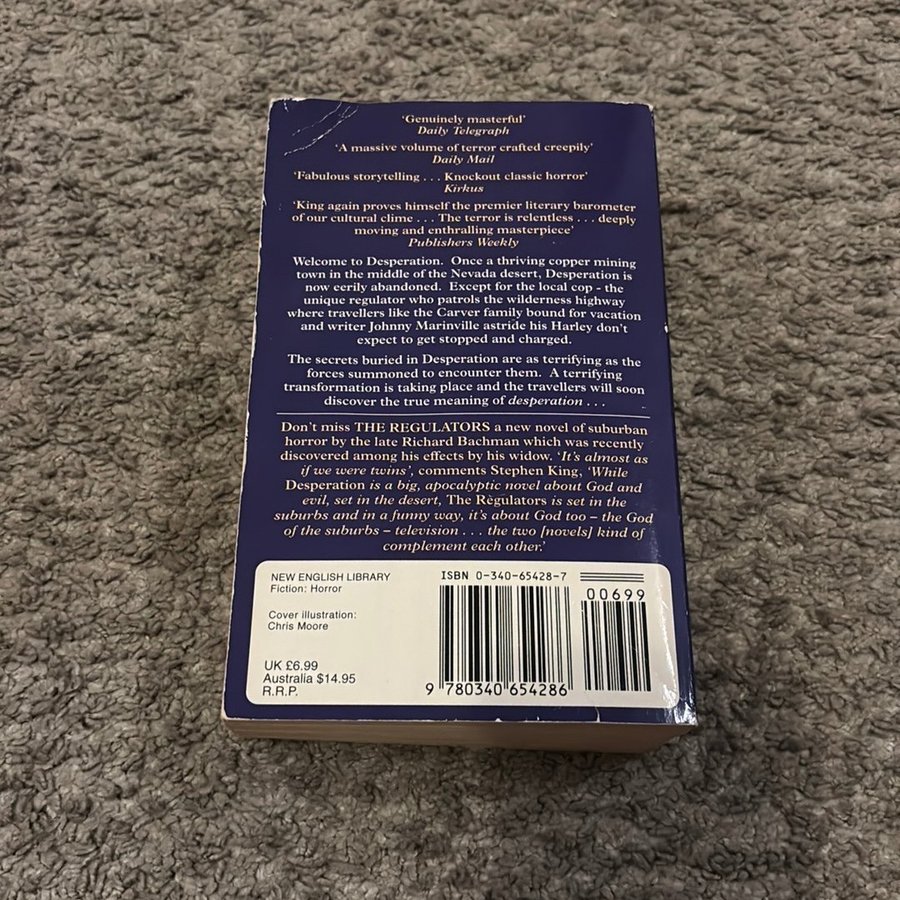 ‘Genuinely masterful’
Daily Telegraph
‘A massive volume of terror crafted creepily’
Daily Mail
‘Fabulous storytelling . . . Knockout classic horror’
Kirkus
‘King again proves himself the premier literary barometer
of our cultural clime . . . The terror is relentless . . . deeply
moving and enthralling masterpiece’
Publishers Weekly
Welcome to Desperation. Once a thriving copper mining
town in the middle of the Nevada desert, Desperation is
now eerily abandoned. Except for the local cop - the
unique regulator who patrols the wilderness highway
where travellers like the Carver family bound for vacation
and writer Johnny Marinville astride his Harley don’t
expect to get stopped and charged.
The secrets buried in Desperation are as terrifying as the
forces summoned to encounter them. A terrifying
transformation is taking place and the travellers will soon
discover the true meaning of desperation . . .
Don’t miss THE REGULATORS a new novel of suburban
horror by the late Richard Bachman which was recently
discovered among his effects by his widow. ‘It’s almost as
if we were twins’, comments Stephen King, ‘While
Desperation is a big, apocalyptic novel about God and
evil, set in the desert, The Regulators is set in the
suburbs and in a funny way, it’s about God too – the God
of the suburbs – television . . . the two [novels] kind of
complement each other.’
NEW ENGLISH LIBRARY
Fiction: Horror
Cover illustration:
Chris Moore
UK £6.99
Australia $14.95
R.R.P.
ISBN 0-340-65428-7
00699
9 780340 654286